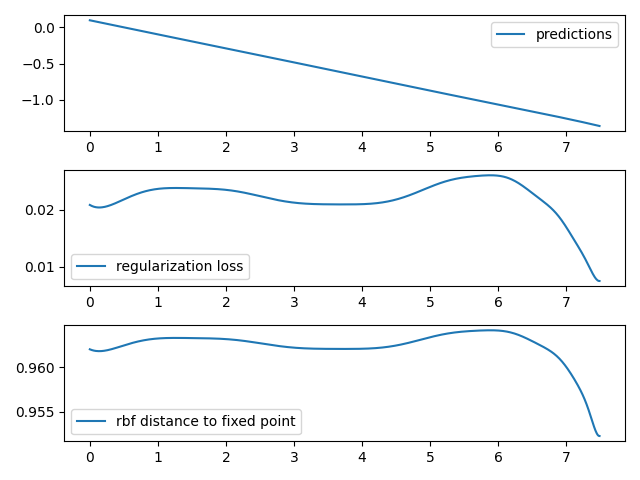 0.0
−0.5
−1.0
predictions
0 1 2 3 4 5 6 7
0.02
0.01
regularization loss
0 1 2 3 4 5 6 7
0.960
0.955
rbf distance to fixed point
0 1 2 3 4 5 6 7